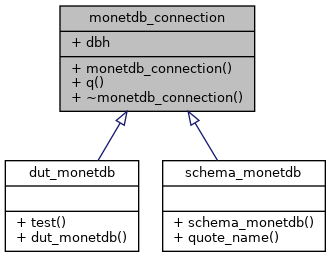 monetdb_connection
+ dbh
+ monetdb_connection()
+ q()
+ ~monetdb_connection()
dut_monetdb
+ test()
+ dut_monetdb()
schema_monetdb
+ schema_monetdb()
+ quote_name()